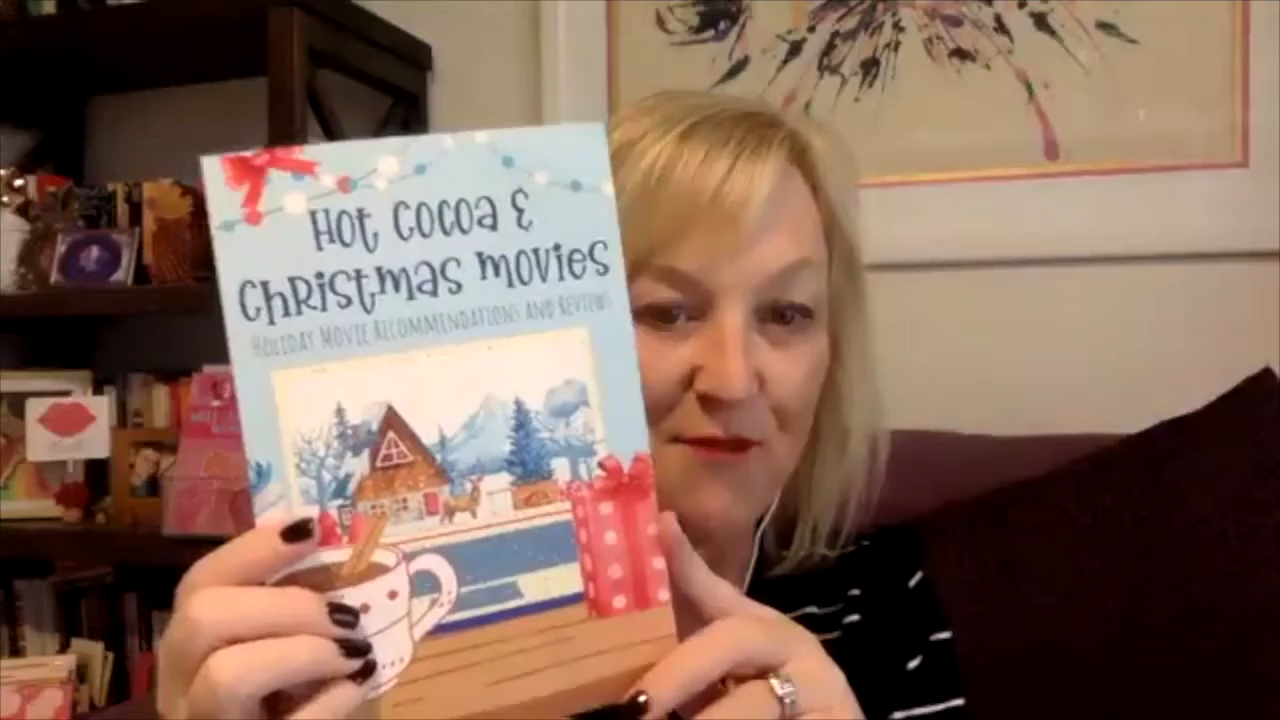 Hot Cocoa &
Christmas Movies
Holiday Movie Recommendations and Reviews